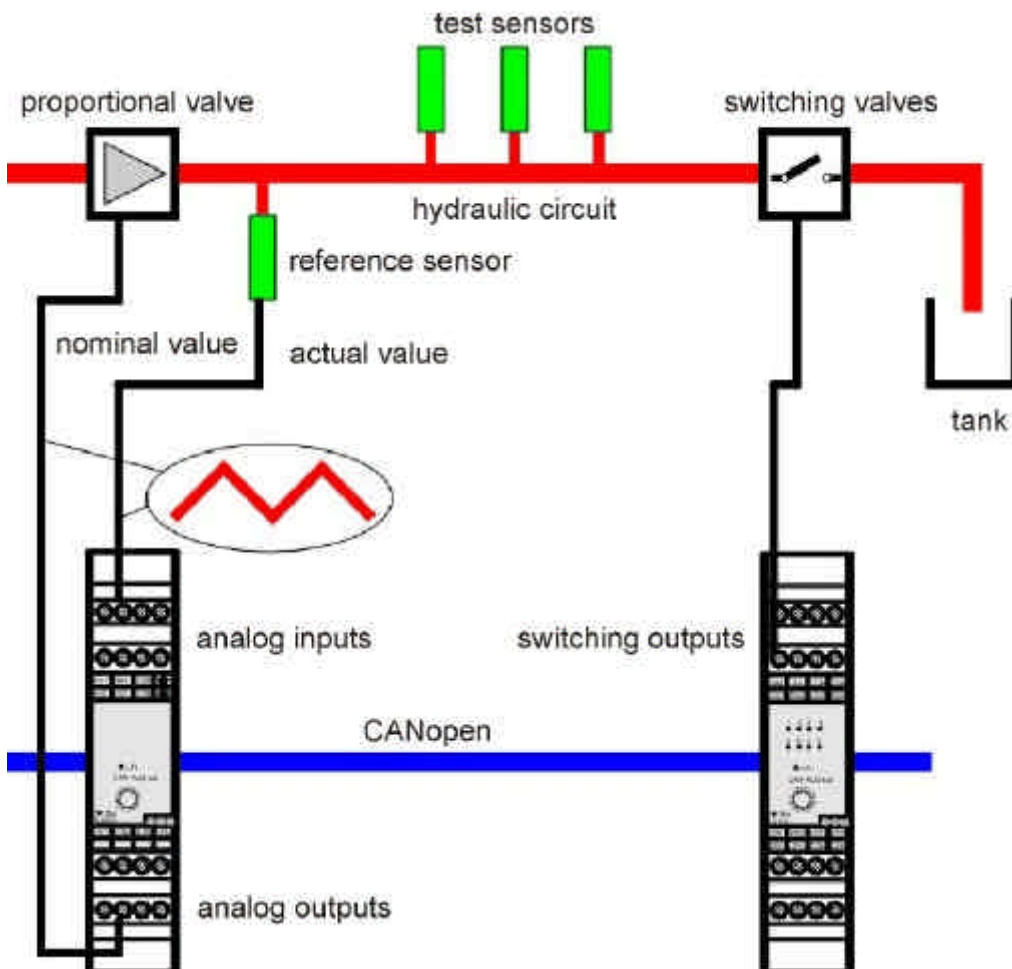 test sensors
proportional valve
switching valves
hydraulic circuit
reference sensor
nominal value
actual value
tank
analog inputs
switching outputs
CANopen
analog outputs